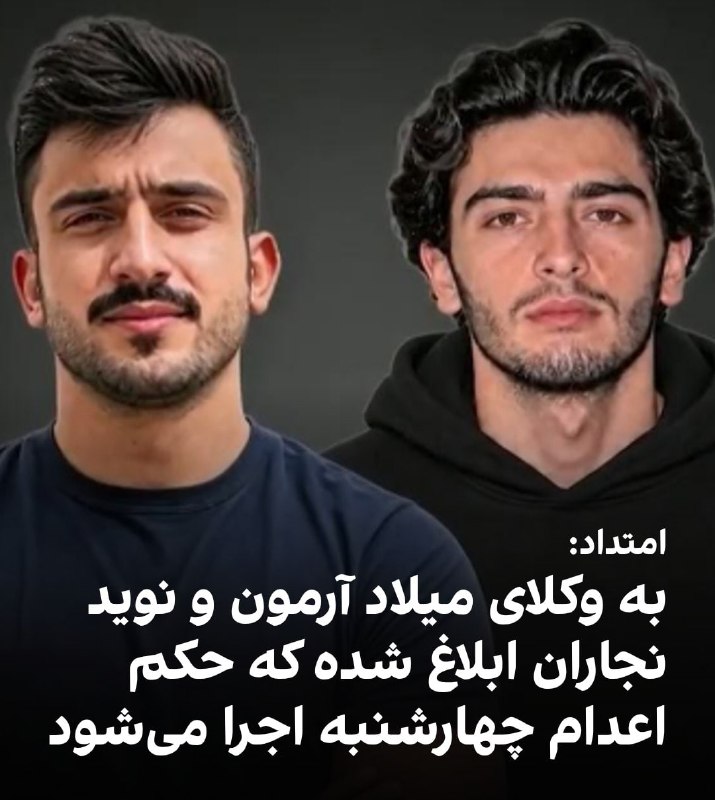 امتداد:
به وکلای میلاد آرمون و نوید
نجاران ابلاغ شده که حکم
اعدام چهارشنبه اجرا می‌شود